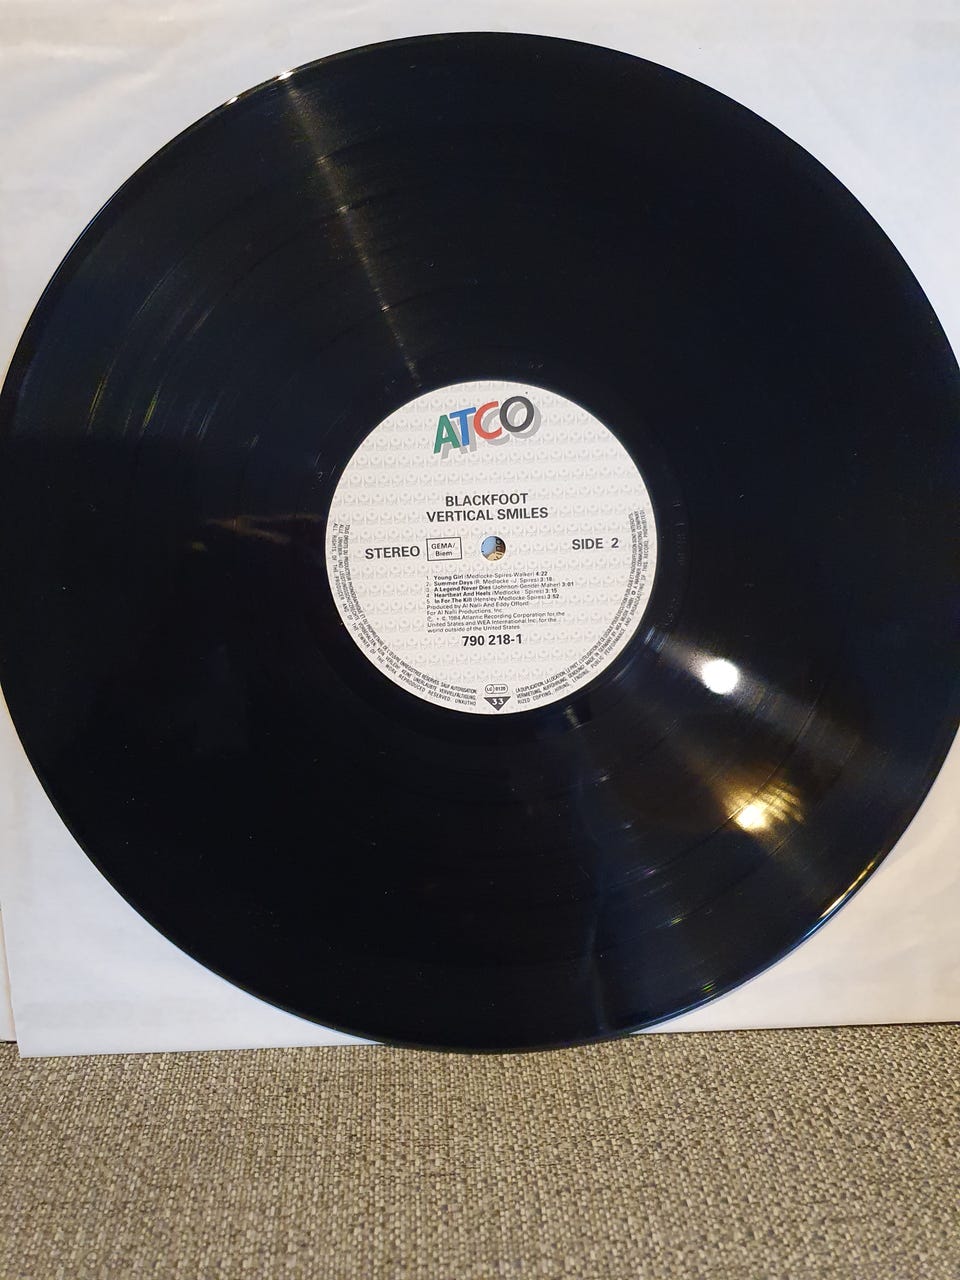 ATCO
BLACKFOOT
VERTICAL SMILES
STEREO GEMA/ Biem SIDE 2
1. Young Girl (Medlocke-Spires-Walker) 4:22
2. Summer Days (R. Medlocke-J. Spires) 3:18
3. A Legend Never Dies (Johnson-Gender-Maher) 3:01
4. Heartbeat And Heels (Medlocke-Spires) 3:15
5. In For The Kill (Hensley-Medlocke-Spires) 3:52
Produced by Al Nalli And Eddy Offord
For Al Nalli Productions, Inc.
℗ + © 1984 Atlantic Recording Corporation for the
United States and WEA International Inc. for the
world outside of the United States
790 218-1
LC 0128
33